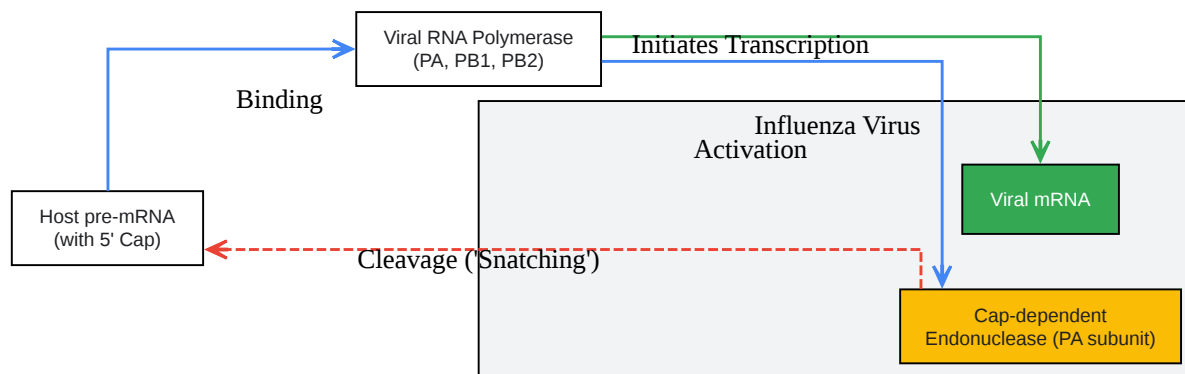 Viral RNA Polymerase
(PA, PB1, PB2)
Initiates Transcription
Binding
Influenza Virus
Activation
Host pre-mRNA
(with 5' Cap)
Viral mRNA
Cleavage ('Snatching')
Cap-dependent
Endonuclease (PA subunit)